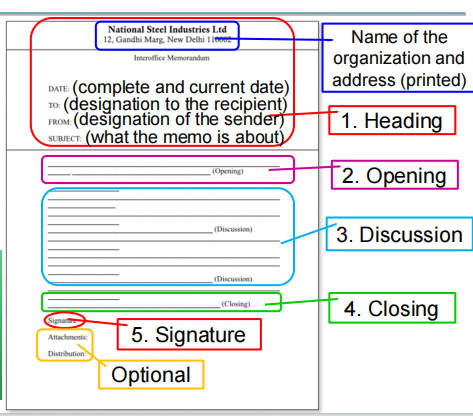 National Steel Industries Ltd
12, Gandhi Marg, New Delhi 110002
Name of the
organization and
address (printed)
Interoffice Memorandum
DATE: (complete and current date)
TO: (designation to the recipient)
FROM: (designation of the sender)
SUBJECT: (what the memo is about)
1. Heading
(Opening)
2. Opening
(Discussion)
3. Discussion
(Discussion)
(Closing)
4. Closing
Signature
5. Signature
Attachments:
Distribution:
Optional